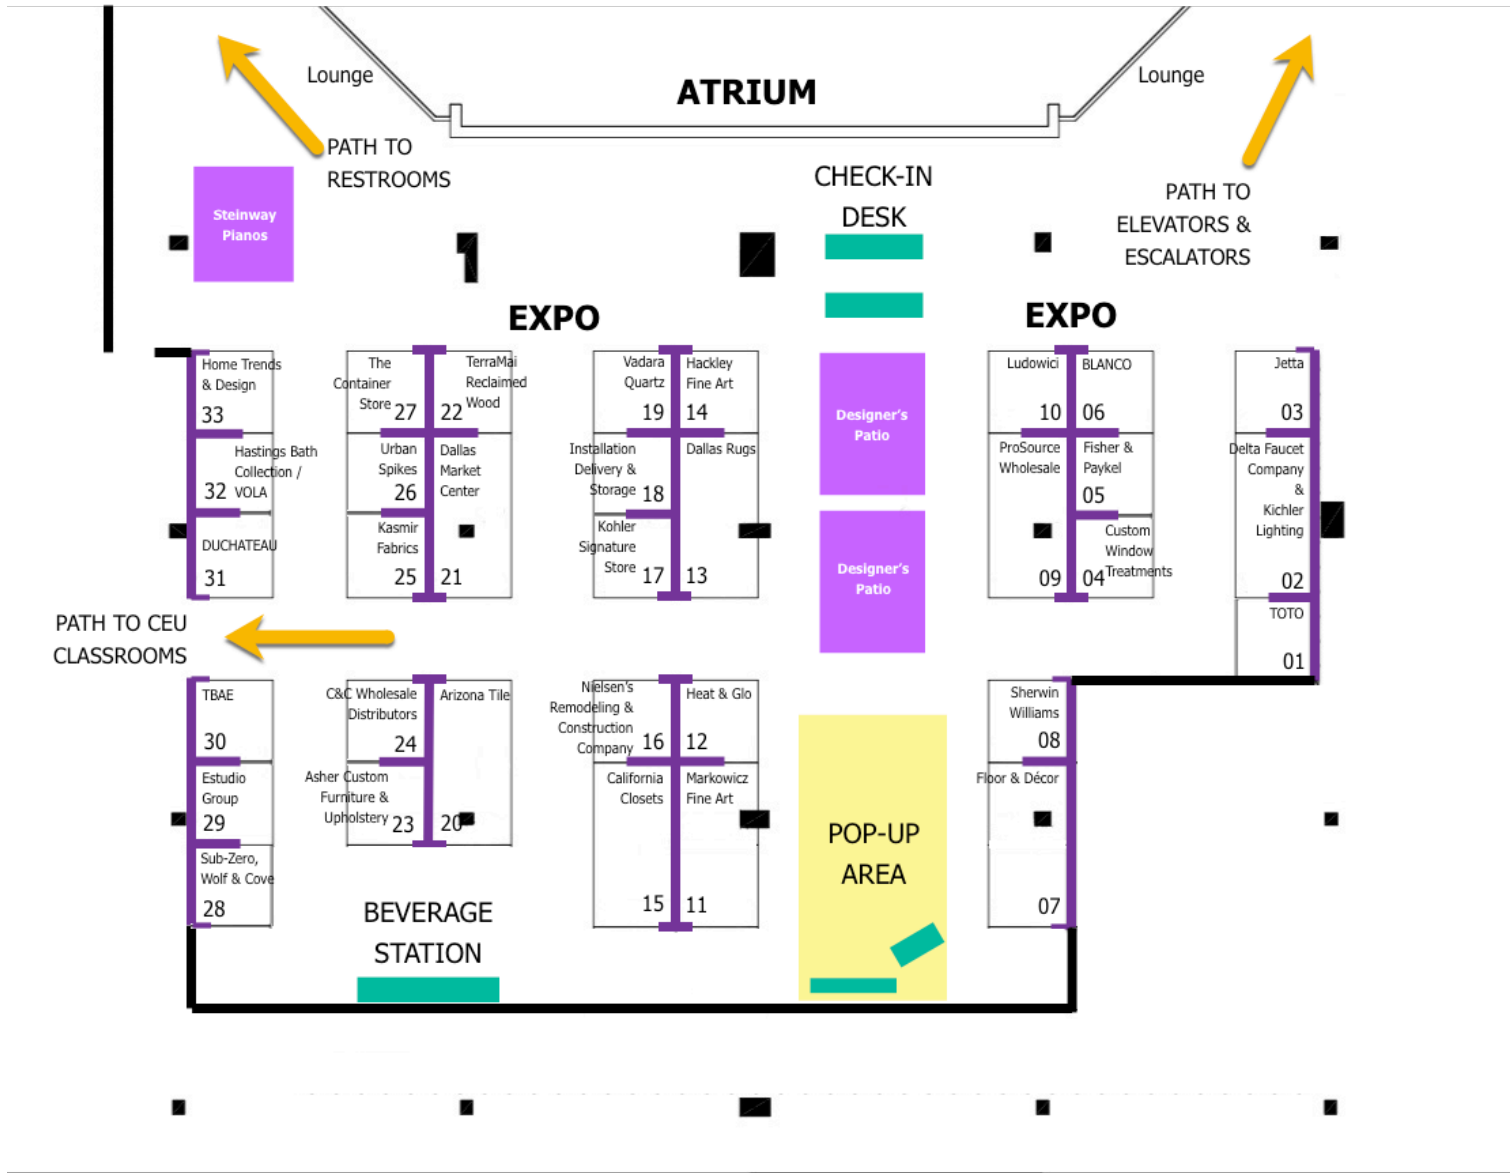 Lounge
ATRIUM
Lounge
PATH TO
RESTROOMS
CHECK-IN
DESK
PATH TO
ELEVATORS &
ESCALATORS
Steinway
Pianos
EXPO
EXPO
Home Trends
& Design
33
The
Container
Store 27
TerraMai
Reclaimed
Wood
22
Vadara
Quartz
19
Hackley
Fine Art
14
Designer's
Patio
Ludowici
10
BLANCO
06
Jetta
03
Hastings Bath
Collection /
32 VOLA
Urban
Spikes
26
Dallas
Market
Center
21
Installation
Delivery &
Storage 18
Dallas Rugs
13
ProSource
Wholesale
09
Fisher &
Paykel
05
Delta Faucet
Company
&
Kichler
Lighting
02
DUCHATEAU
31
Kasmir
Fabrics
25
Kohler
Signature
Store 17
Designer's
Patio
Custom
Window
04 Treatments
TOTO
01
PATH TO CEU
CLASSROOMS
TBAE
30
C&C Wholesale
Distributors
24
Arizona Tile
20
Nielsen's
Remodeling &
Construction
Company 16
Heat & Glo
12
Sherwin
Williams
08
Estudio
Group
29
Asher Custom
Furniture &
Upholstery 23
California
Closets
15
Markowicz
Fine Art
11
POP-UP
AREA
Floor & Décor
07
Sub-Zero,
Wolf & Cove
28
BEVERAGE
STATION